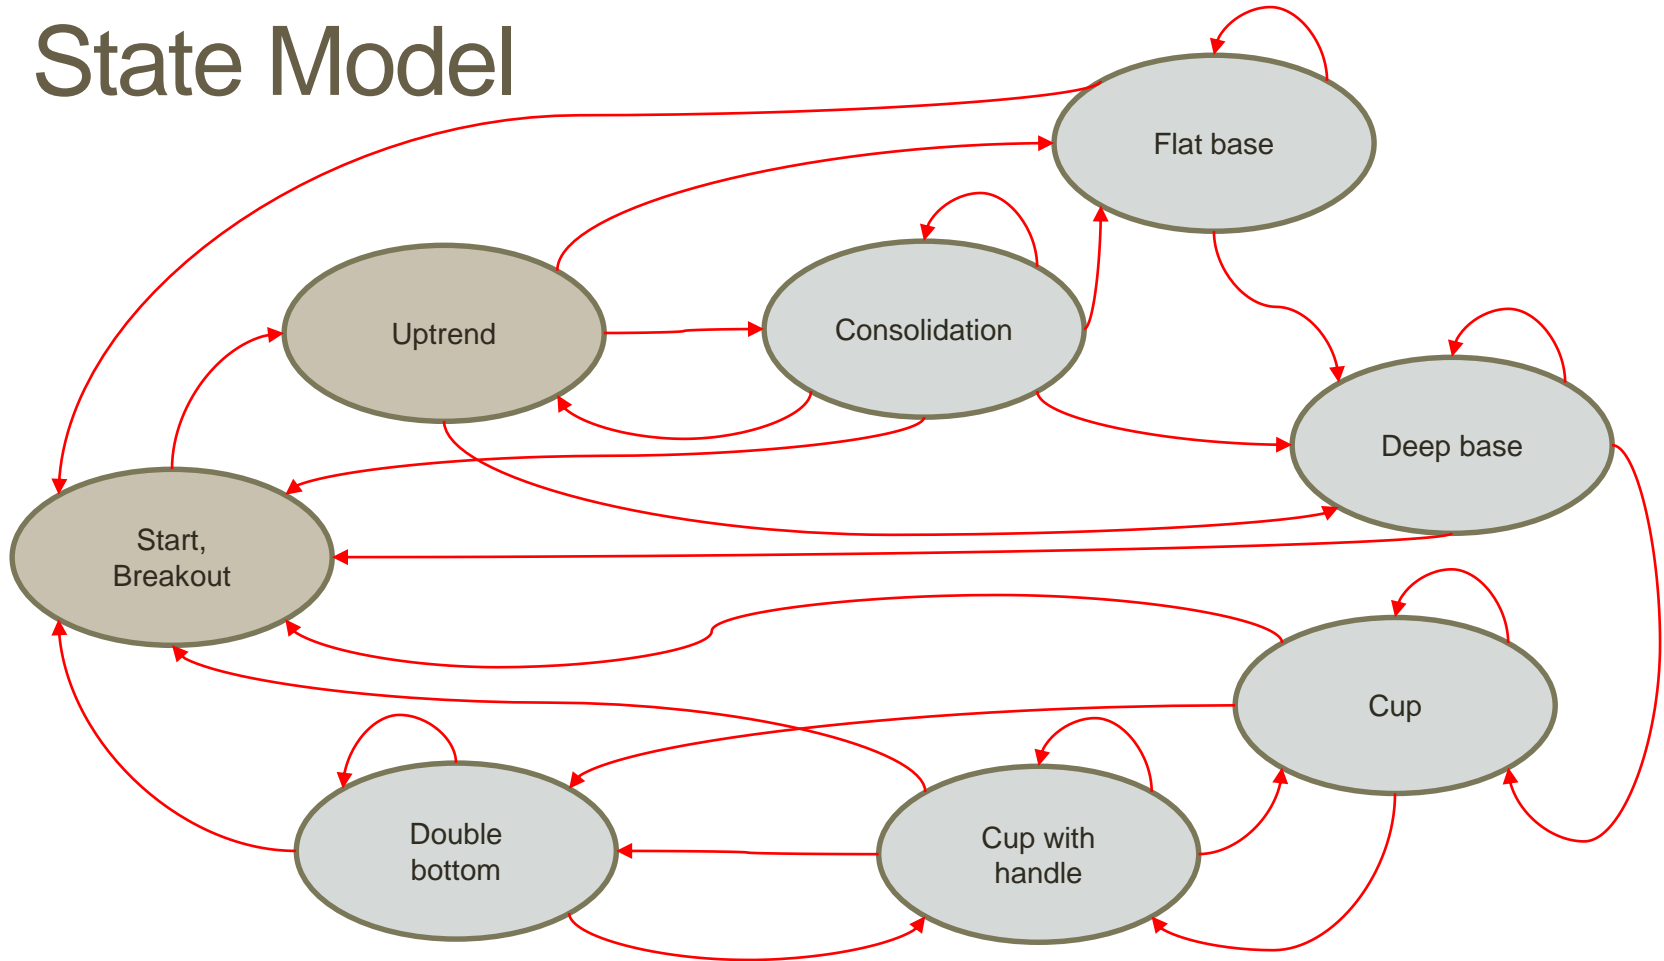 State Model
Flat base
Uptrend
Consolidation
Deep base
Start,
Breakout
Cup
Double
bottom
Cup with
handle